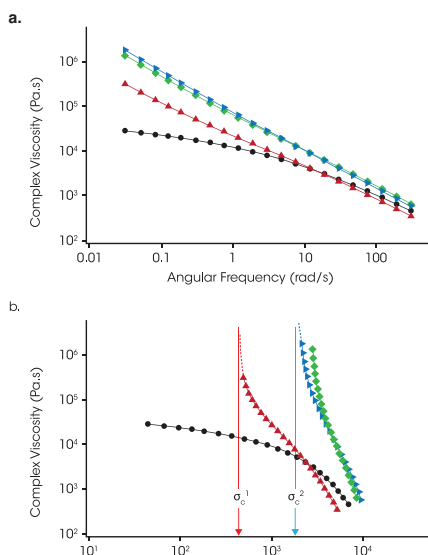 a.
Complex Viscosity (Pa.s)
10⁶
10⁵
10⁴
10³
10²
0.01 0.1 1 10 100
Angular Frequency (rad/s)
b.
Complex Viscosity (Pa.s)
10⁶
10⁵
10⁴
10³
10²
σc¹ σc²
10¹ 10² 10³ 10⁴